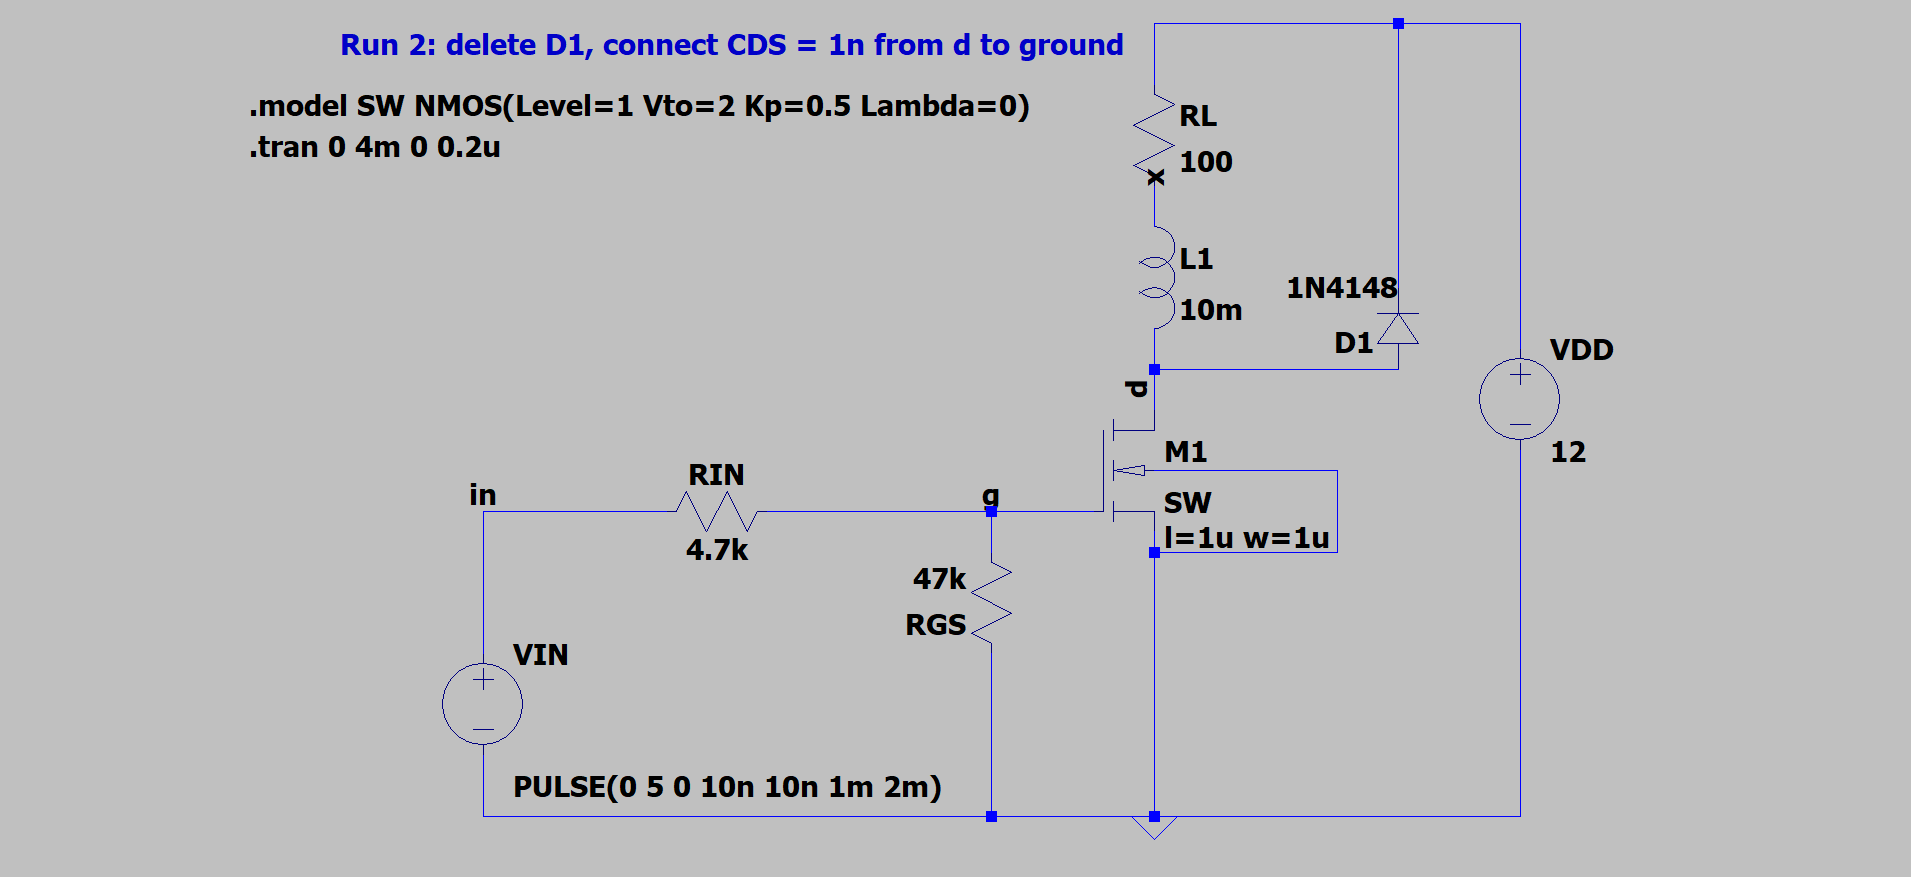 Run 2: delete D1, connect CDS = 1n from d to ground
.model SW NMOS(Level=1 Vto=2 Kp=0.5 Lambda=0)
.tran 0 4m 0 0.2u
RL
100
x
L1
10m
1N4148
D1
VDD
12
d
M1
SW
l=1u w=1u
in
RIN
4.7k
g
47k
RGS
VIN
PULSE(0 5 0 10n 10n 1m 2m)